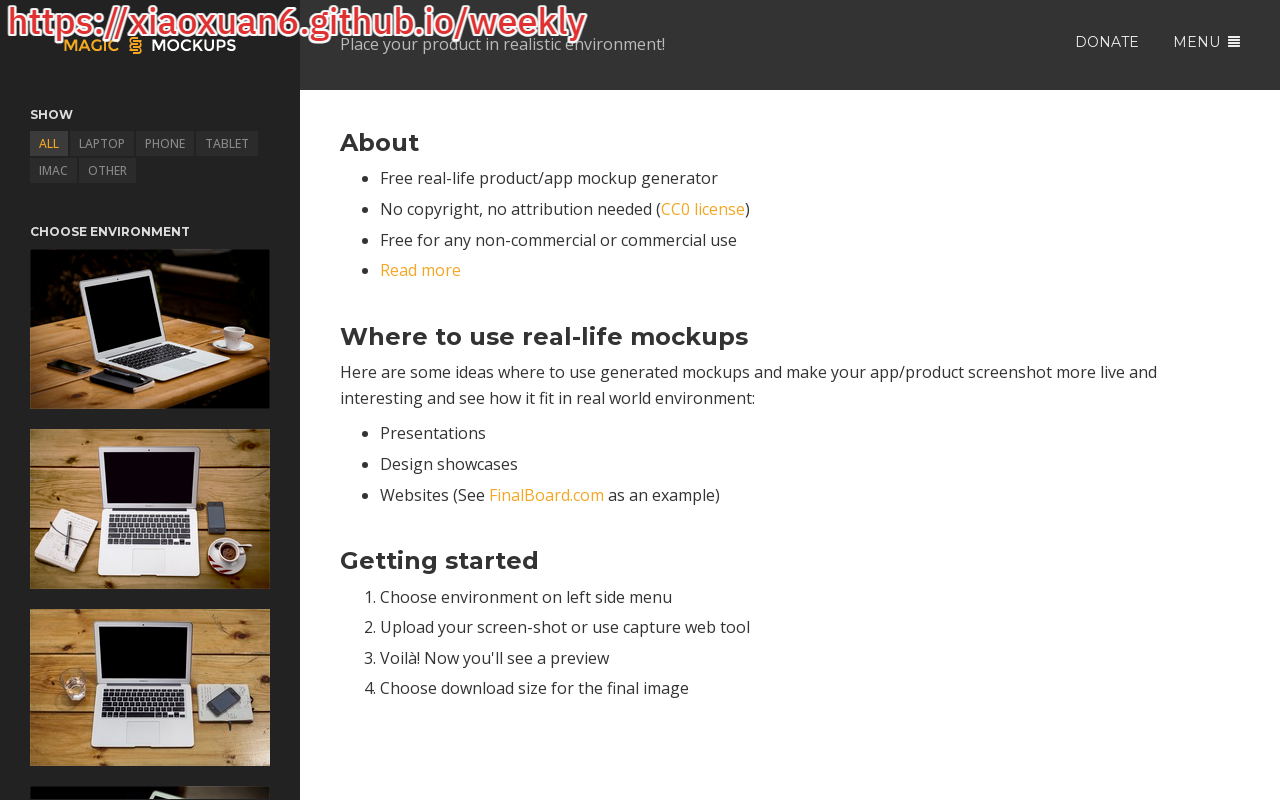 https://xiaoxuan6.github.io/weekly
MAGIC MOCKUPS
Place your product in realistic environment!
DONATE
MENU
SHOW
ALL
LAPTOP
PHONE
TABLET
IMAC
OTHER
CHOOSE ENVIRONMENT
About
Free real-life product/app mockup generator
No copyright, no attribution needed (CC0 license)
Free for any non-commercial or commercial use
Read more
Where to use real-life mockups
Here are some ideas where to use generated mockups and make your app/product screenshot more live and
interesting and see how it fit in real world environment:
Presentations
Design showcases
Websites (See FinalBoard.com as an example)
Getting started
1. Choose environment on left side menu
2. Upload your screen-shot or use capture web tool
3. Voilà! Now you'll see a preview
4. Choose download size for the final image